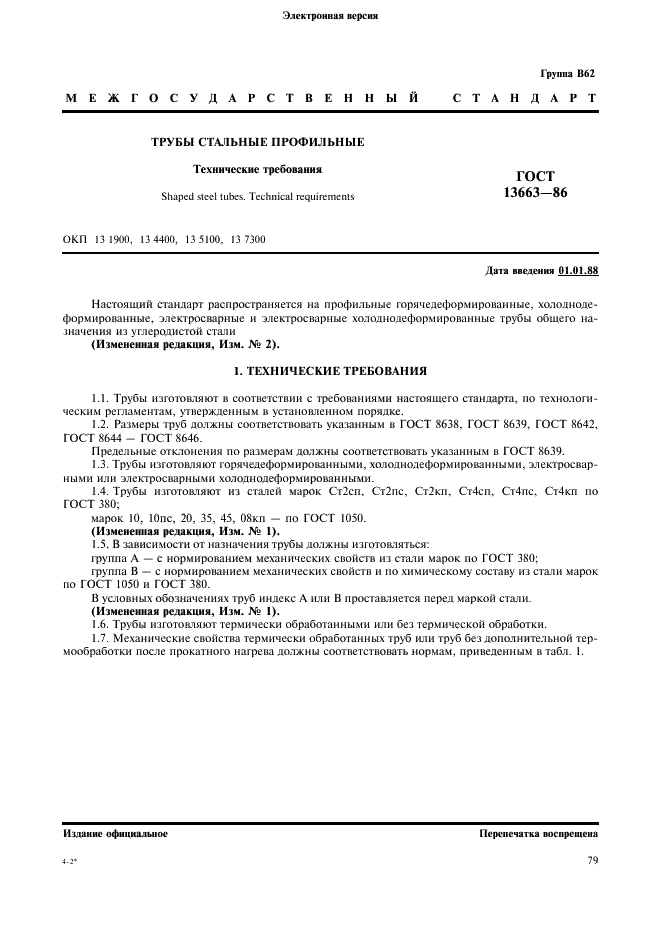 Электронная версия
Группа В62
МЕЖГОСУДАРСТВЕННЫЙ СТАНДАРТ
ТРУБЫ СТАЛЬНЫЕ ПРОФИЛЬНЫЕ
Технические требования
Shaped steel tubes. Technical requirements
ГОСТ
13663—86
ОКП 13 1900, 13 4400, 13 5100, 13 7300
Дата введения 01.01.88
Настоящий стандарт распространяется на профильные горячедеформированные, холодноде-
формированные, электросварные и электросварные холоднодеформированные трубы общего на-
значения из углеродистой стали
(Измененная редакция, Изм. № 2).
1. ТЕХНИЧЕСКИЕ ТРЕБОВАНИЯ
1.1. Трубы изготовляют в соответствии с требованиями настоящего стандарта, по технологи-
ческим регламентам, утвержденным в установленном порядке.
1.2. Размеры труб должны соответствовать указанным в ГОСТ 8638, ГОСТ 8639, ГОСТ 8642,
ГОСТ 8644 — ГОСТ 8646.
Предельные отклонения по размерам должны соответствовать указанным в ГОСТ 8639.
1.3. Трубы изготовляют горячедеформированными, холоднодеформированными, электросвар-
ными или электросварными холоднодеформированными.
1.4. Трубы изготовляют из сталей марок Ст2сп, Ст2пс, Ст2кп, Ст4сп, Ст4пс, Ст4кп по
ГОСТ 380;
марок 10, 10пс, 20, 35, 45, 08кп — по ГОСТ 1050.
(Измененная редакция, Изм. № 1).
1.5. В зависимости от назначения трубы должны изготовляться:
группа А — с нормированием механических свойств из стали марок по ГОСТ 380;
группа В — с нормированием механических свойств и по химическому составу из стали марок
по ГОСТ 1050 и ГОСТ 380.
В условных обозначениях труб индекс А или В проставляется перед маркой стали.
(Измененная редакция, Изм. № 1).
1.6. Трубы изготовляют термически обработанными или без термической обработки.
1.7. Механические свойства термически обработанных труб или труб без дополнительной тер-
мообработки после прокатного нагрева должны соответствовать нормам, приведенным в табл. 1.
Издание официальное
Перепечатка воспрещена
4–2*
79